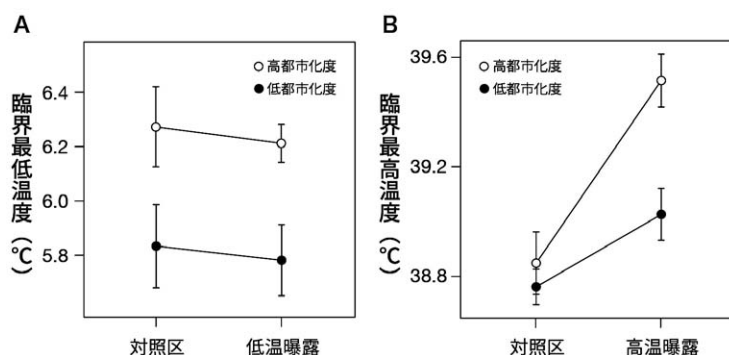 A
臨界最低温度（℃）
6.4
6.2
6.0
5.8
高都市化度
低都市化度
対照区
低温曝露
B
臨界最高温度（℃）
39.6
39.2
38.8
高都市化度
低都市化度
対照区
高温曝露